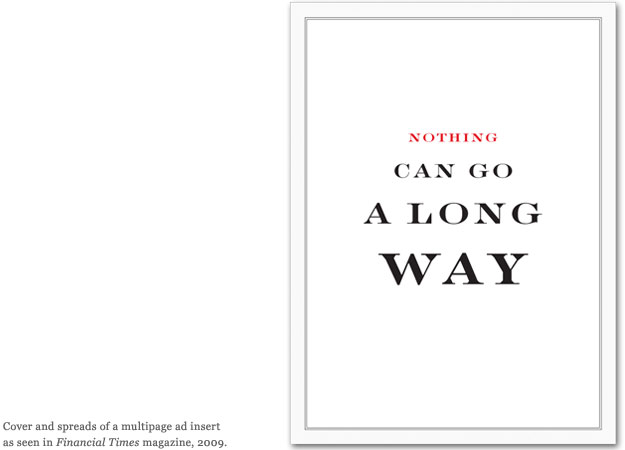 NOTHING
CAN GO
A LONG
WAY
Cover and spreads of a multipage ad insert
as seen in Financial Times magazine, 2009.